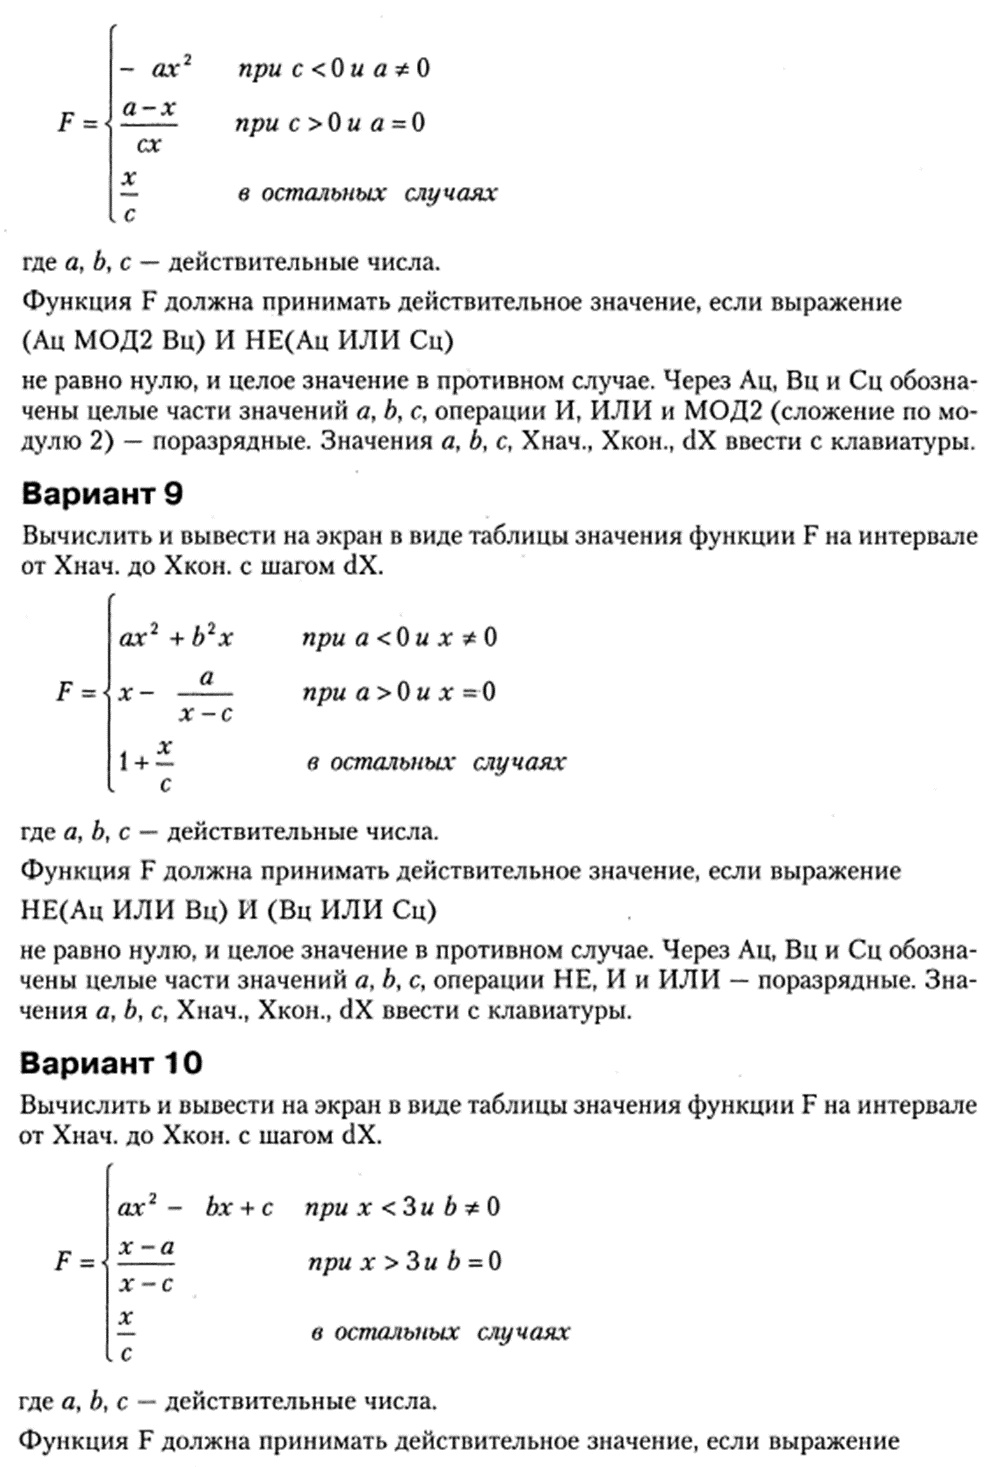 − ax² при c < 0 и a ≠ 0
F = { (a − x)/(cx) при c > 0 и a = 0
x/c в остальных случаях
где a, b, c — действительные числа.
Функция F должна принимать действительное значение, если выражение
(Ац МОД2 Вц) И НЕ(Ац ИЛИ Сц)
не равно нулю, и целое значение в противном случае. Через Ац, Вц и Сц обозна-
чены целые части значений a, b, c, операции И, ИЛИ и МОД2 (сложение по мо-
дулю 2) — поразрядные. Значения a, b, c, Хнач., Хкон., dX ввести с клавиатуры.
Вариант 9
Вычислить и вывести на экран в виде таблицы значения функции F на интервале
от Хнач. до Хкон. с шагом dX.
ax² + b²x при a < 0 и x ≠ 0
F = { x − a/(x − c) при a > 0 и x = 0
1 + x/c в остальных случаях
где a, b, c — действительные числа.
Функция F должна принимать действительное значение, если выражение
НЕ(Ац ИЛИ Вц) И (Вц ИЛИ Сц)
не равно нулю, и целое значение в противном случае. Через Ац, Вц и Сц обозна-
чены целые части значений a, b, c, операции НЕ, И и ИЛИ — поразрядные. Зна-
чения a, b, c, Хнач., Хкон., dX ввести с клавиатуры.
Вариант 10
Вычислить и вывести на экран в виде таблицы значения функции F на интервале
от Хнач. до Хкон. с шагом dX.
ax² − bx + c при x < 3 и b ≠ 0
F = { (x − a)/(x − c) при x > 3 и b = 0
x/c в остальных случаях
где a, b, c — действительные числа.
Функция F должна принимать действительное значение, если выражение